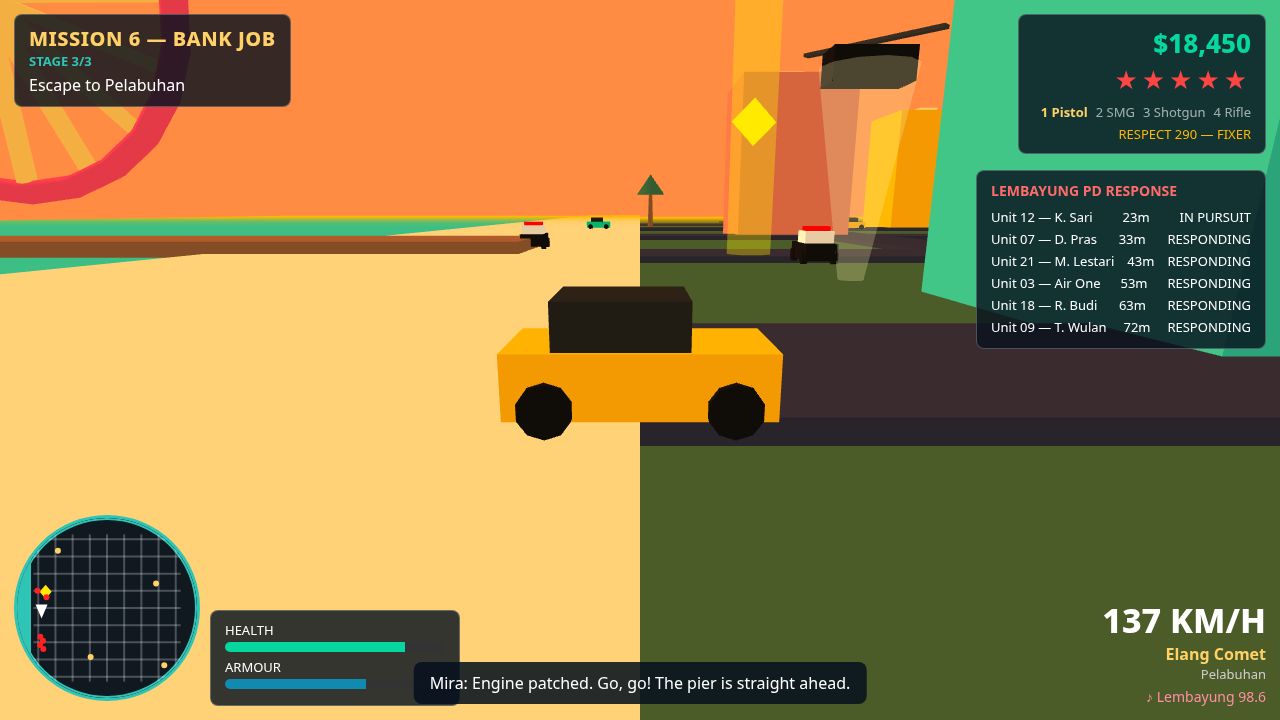 MISSION 6 — BANK JOB
STAGE 3/3
Escape to Pelabuhan
$18,450
★ ★ ★ ★ ★
1 Pistol 2 SMG 3 Shotgun 4 Rifle
RESPECT 290 — FIXER
LEMBAYUNG PD RESPONSE
Unit 12 — K. Sari 23m IN PURSUIT
Unit 07 — D. Pras 33m RESPONDING
Unit 21 — M. Lestari 43m RESPONDING
Unit 03 — Air One 53m RESPONDING
Unit 18 — R. Budi 63m RESPONDING
Unit 09 — T. Wulan 72m RESPONDING
HEALTH
ARMOUR
Mira: Engine patched. Go, go! The pier is straight ahead.
137 KM/H
Elang Comet
Pelabuhan
♪ Lembayung 98.6